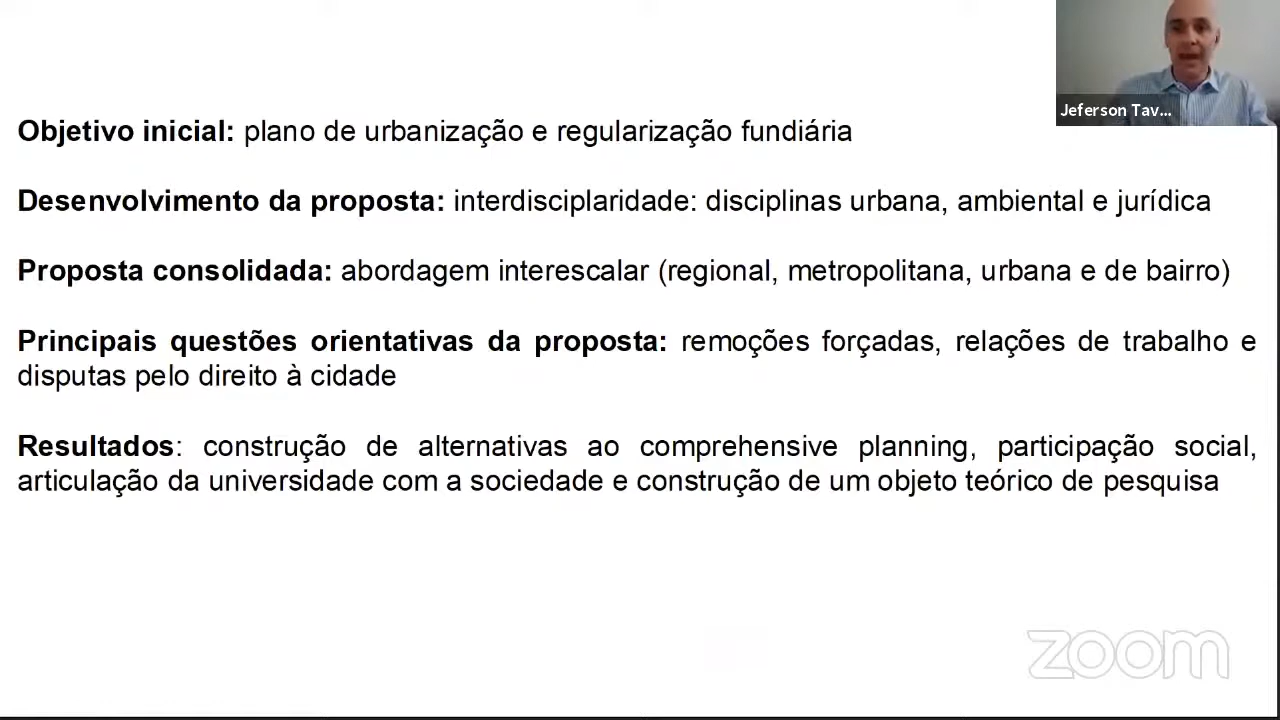 Jeferson Tav...
Objetivo inicial: plano de urbanização e regularização fundiária
Desenvolvimento da proposta: interdisciplaridade: disciplinas urbana, ambiental e jurídica
Proposta consolidada: abordagem interescalar (regional, metropolitana, urbana e de bairro)
Principais questões orientativas da proposta: remoções forçadas, relações de trabalho e
disputas pelo direito à cidade
Resultados: construção de alternativas ao comprehensive planning, participação social,
articulação da universidade com a sociedade e construção de um objeto teórico de pesquisa
zoom